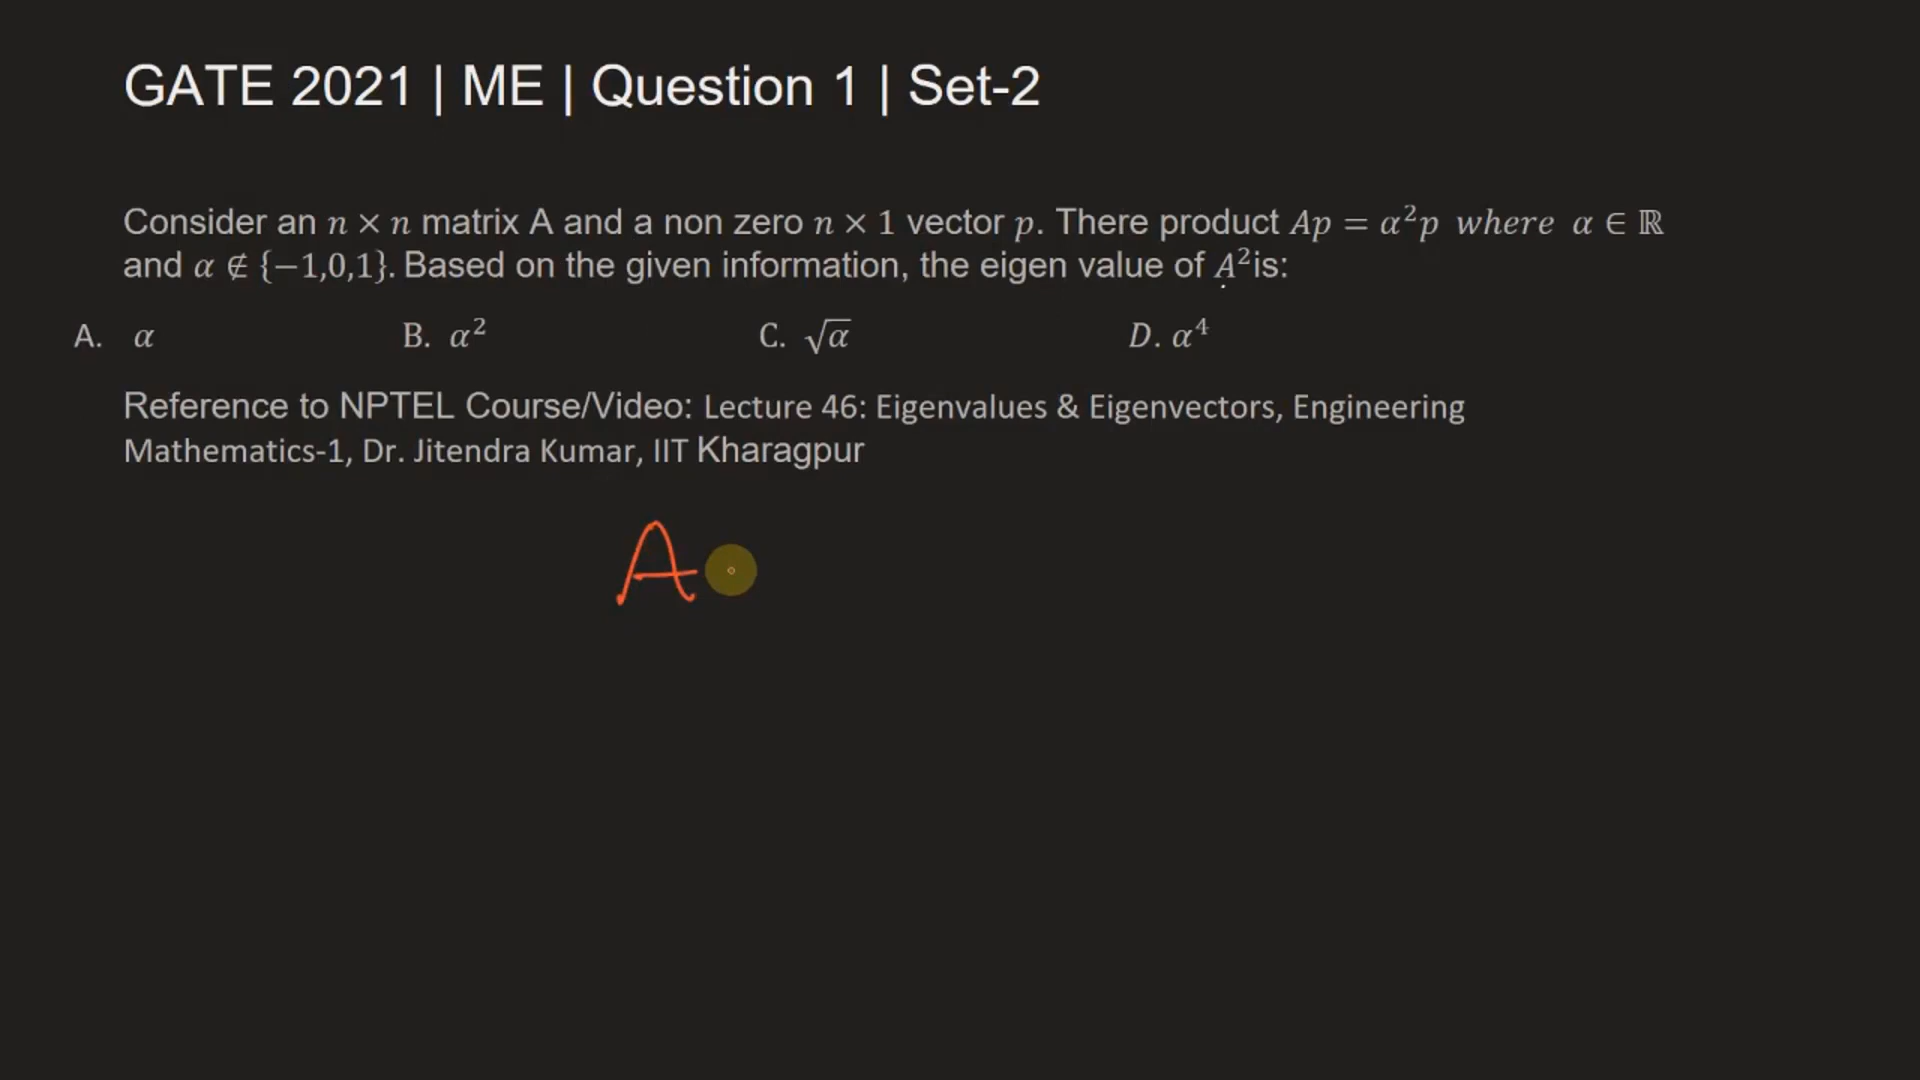 GATE 2021 | ME | Question 1 | Set-2
Consider an n × n matrix A and a non zero n × 1 vector p. There product Ap = α²p where α ∈ ℝ
and α ∉ {−1,0,1}. Based on the given information, the eigen value of A²is:
A. α B. α² C. √α D. α⁴
Reference to NPTEL Course/Video: Lecture 46: Eigenvalues & Eigenvectors, Engineering
Mathematics-1, Dr. Jitendra Kumar, IIT Kharagpur
A